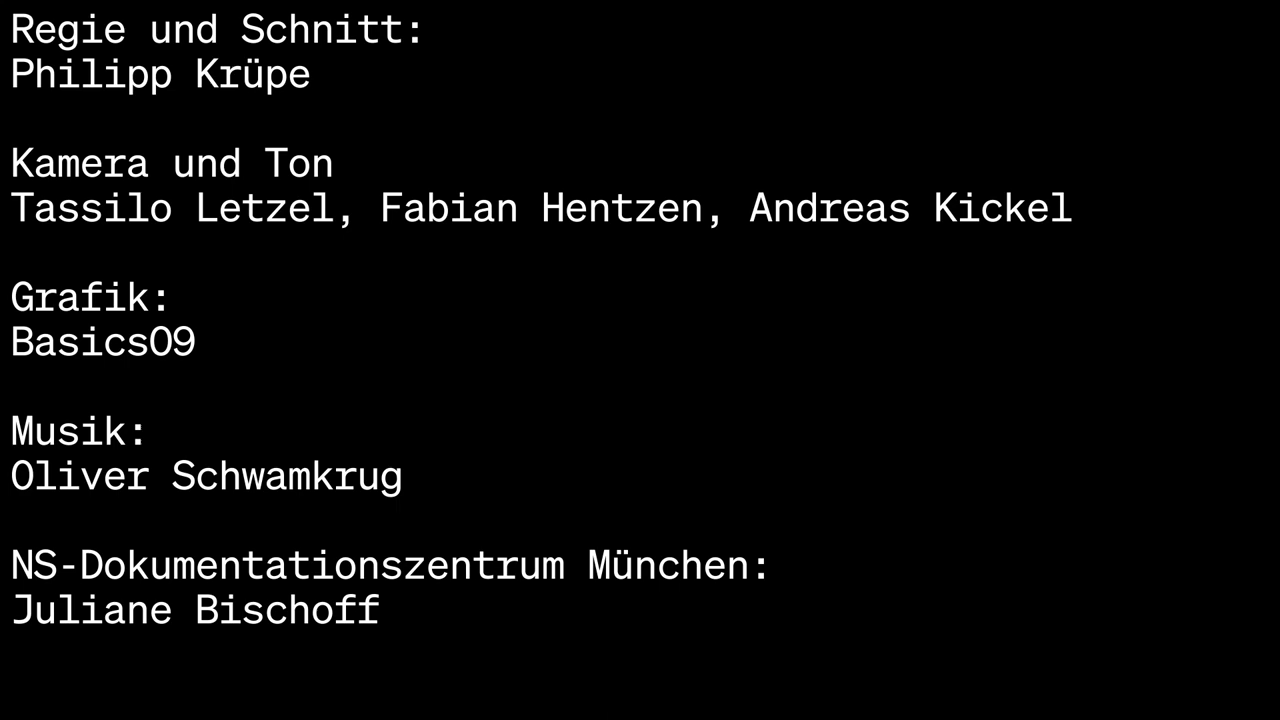 Regie und Schnitt:
Philipp Krüpe
Kamera und Ton
Tassilo Letzel, Fabian Hentzen, Andreas Kickel
Grafik:
Basics09
Musik:
Oliver Schwamkrug
NS-Dokumentationszentrum München:
Juliane Bischoff